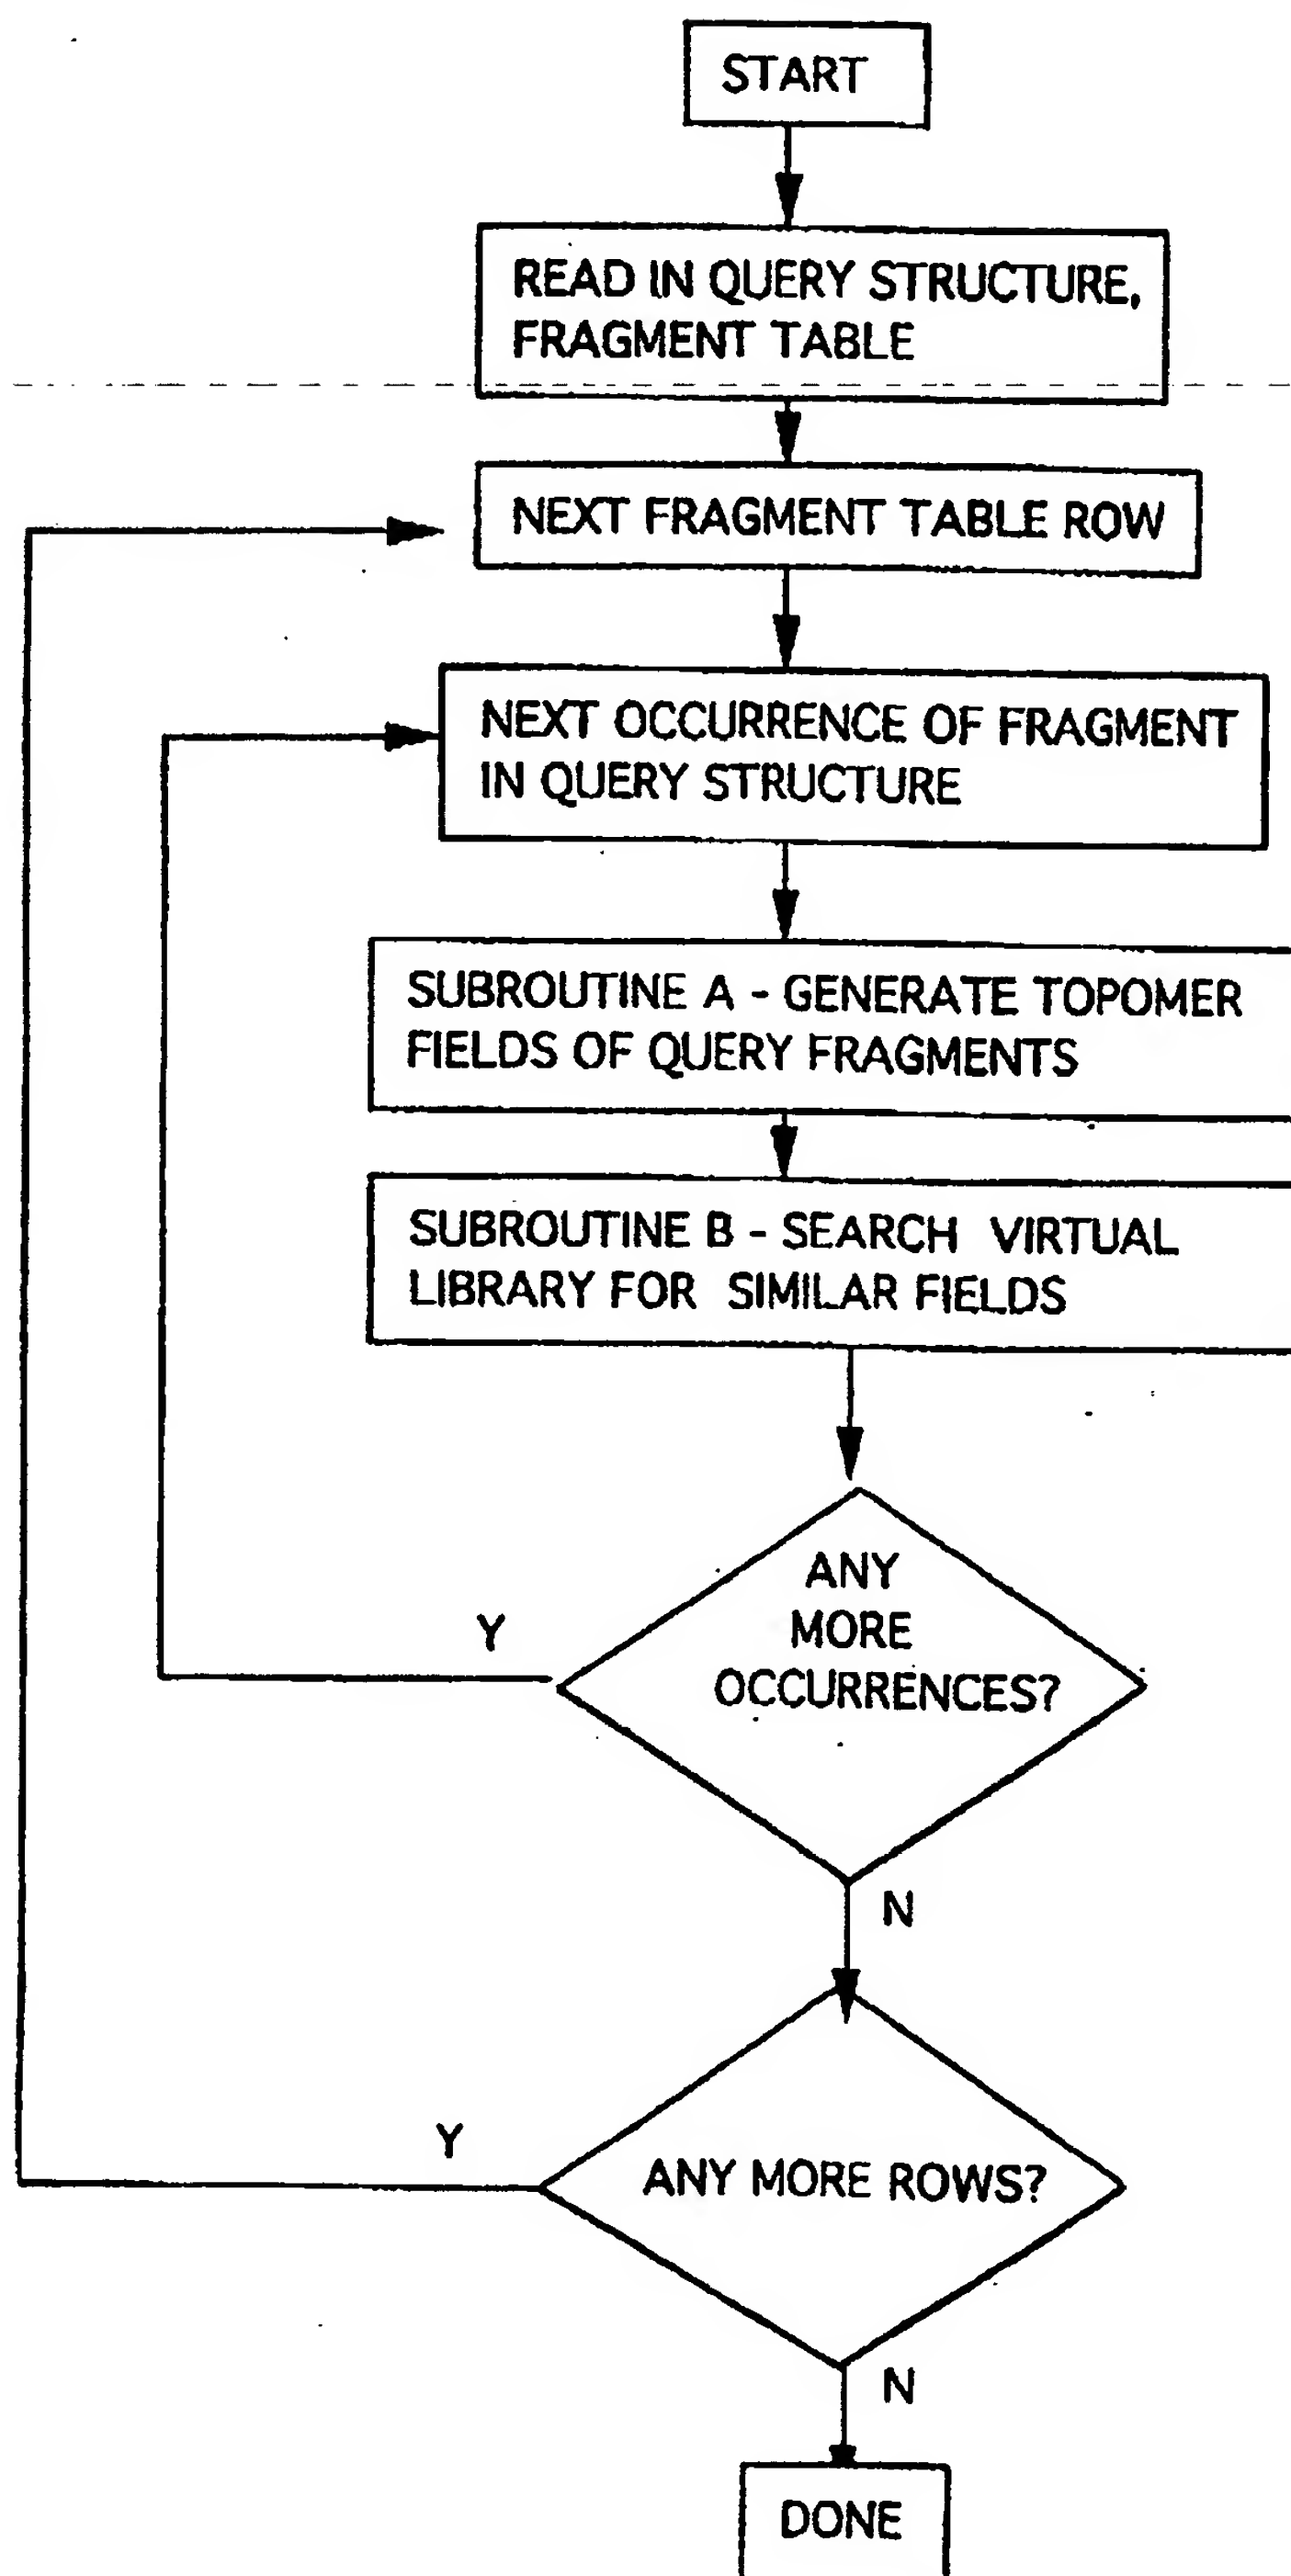 START
READ IN QUERY STRUCTURE,
FRAGMENT TABLE
NEXT FRAGMENT TABLE ROW
NEXT OCCURRENCE OF FRAGMENT
IN QUERY STRUCTURE
SUBROUTINE A - GENERATE TOPOMER
FIELDS OF QUERY FRAGMENTS
SUBROUTINE B - SEARCH VIRTUAL
LIBRARY FOR SIMILAR FIELDS
ANY
MORE
OCCURRENCES?
Y
N
ANY MORE ROWS?
Y
N
DONE